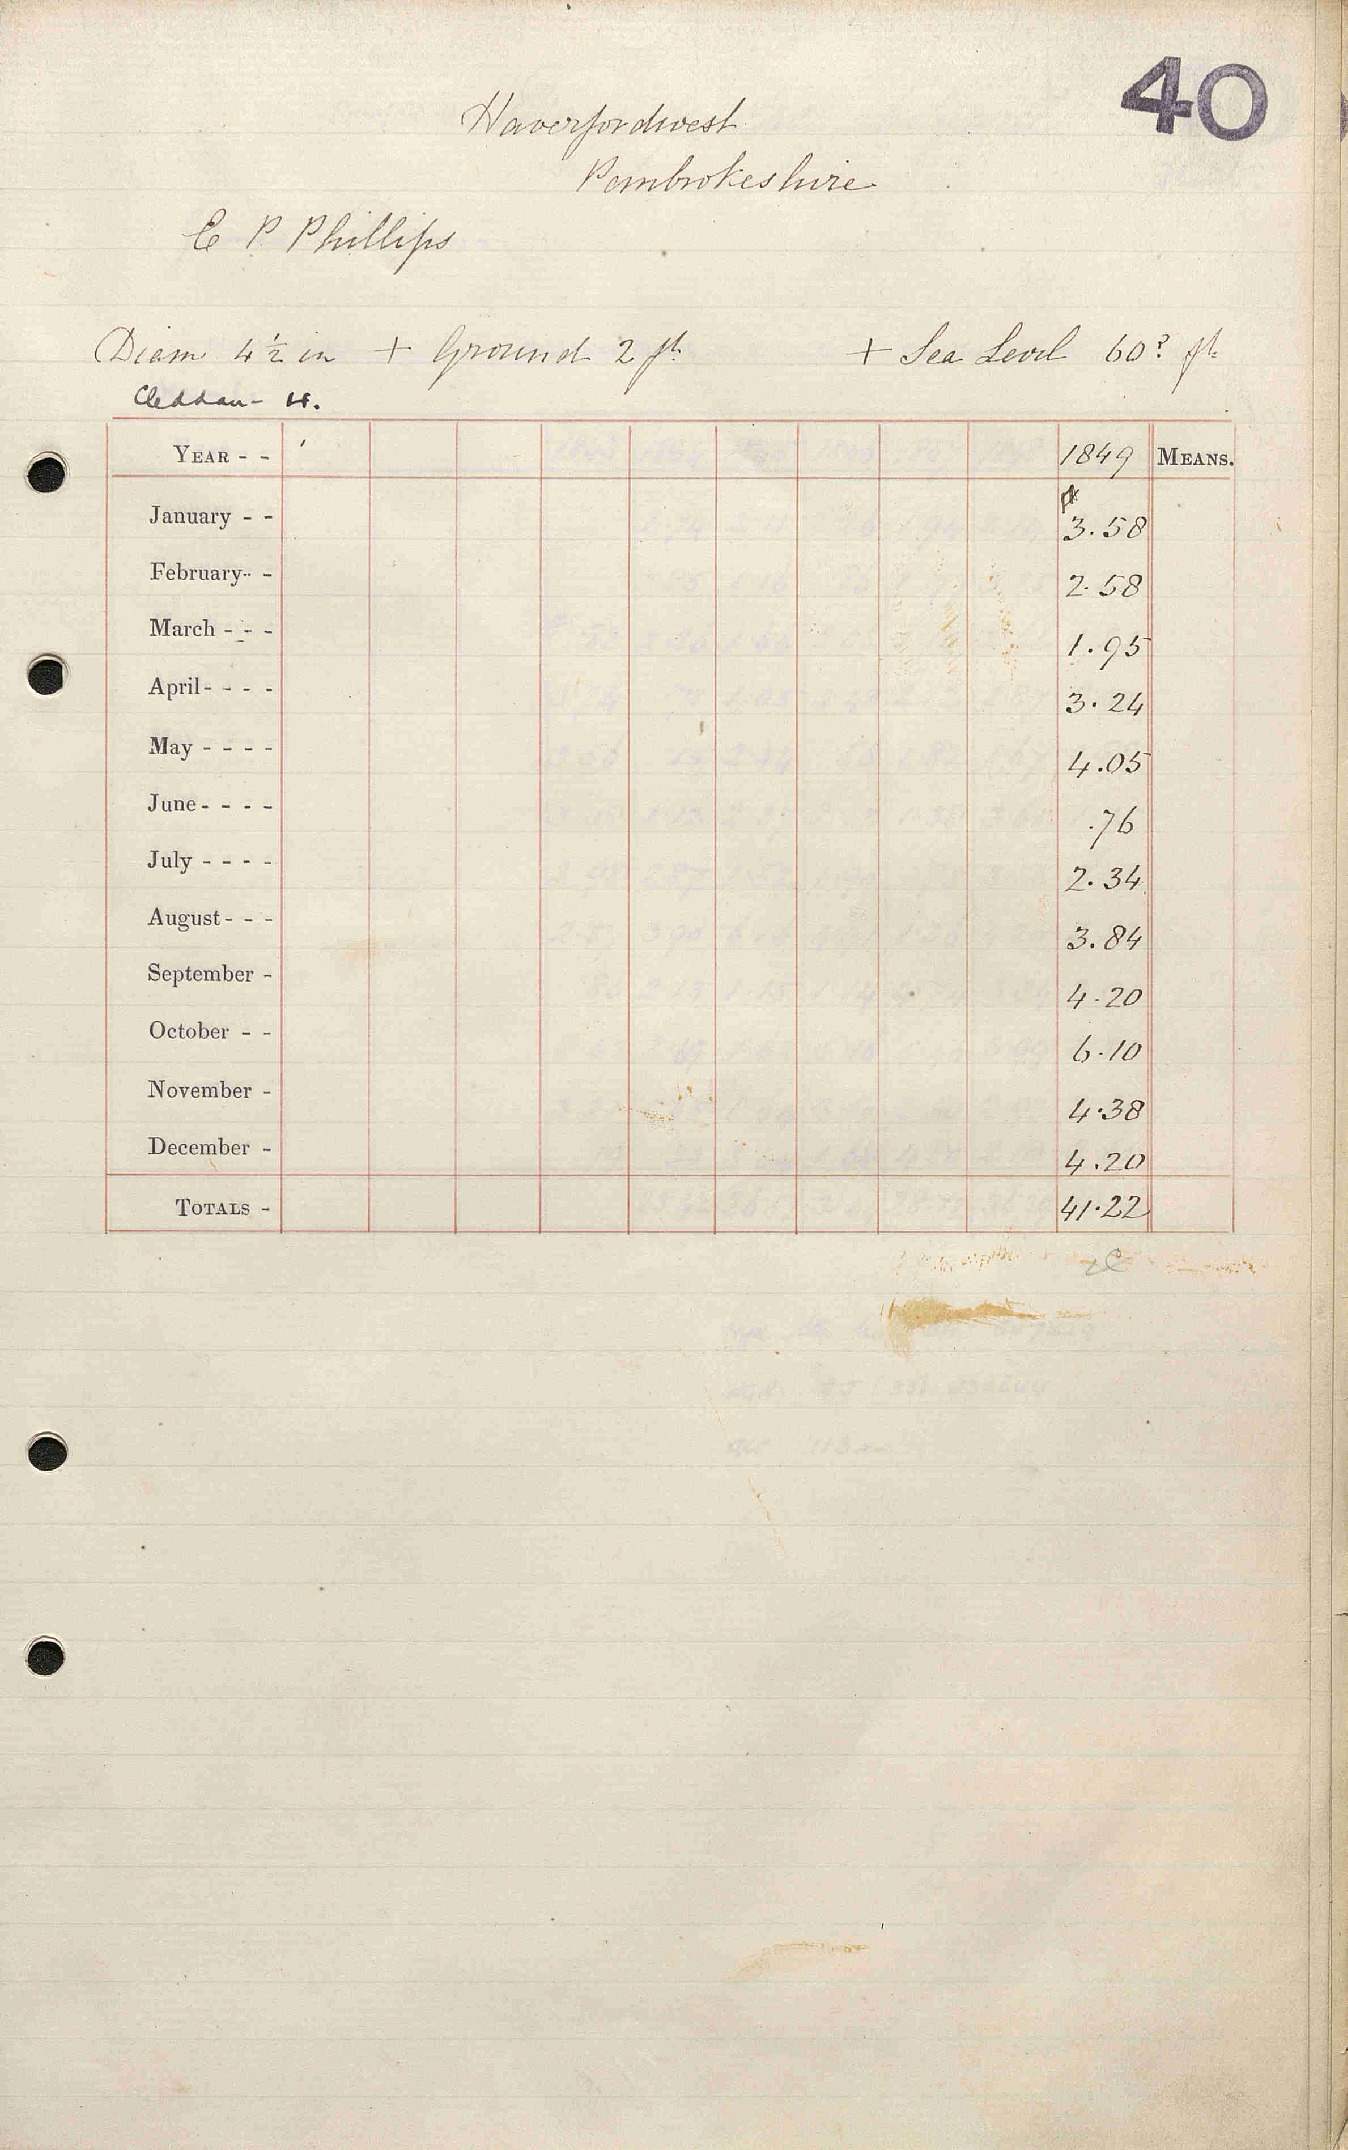 40
Haverfordwest
Pembrokeshire
E P Phillips
Diam 4½ in + Ground 2 ft + Sea Level 60? ft
Cleddau - W.
YEAR - - 1849 MEANS.
January - - 3.58
February - - 2.58
March - - - 1.95
April - - - - 3.24
May - - - - 4.05
June - - - - .76
July - - - - 2.34
August - - - 3.84
September - 4.20
October - - 6.10
November - 4.38
December - 4.20
TOTALS - 41.22